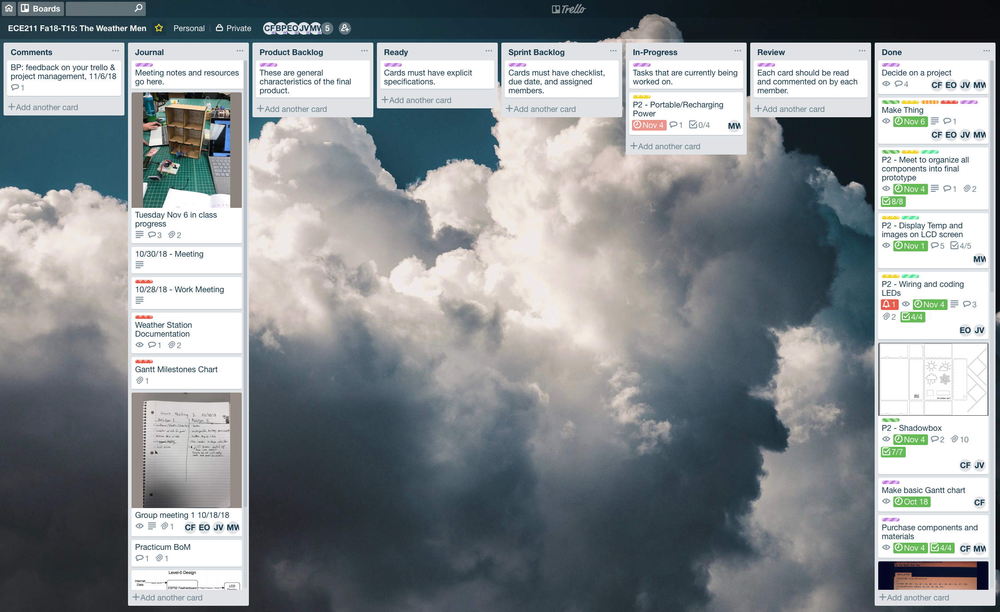 Boards
Trello
ECE211 Fa18-T15: The Weather Men
Personal
Private
CF BP EO JV MW 5
Comments
BP: feedback on your trello &
project management, 11/6/18
1
Add another card
Journal
Meeting notes and resources
go here.
Tuesday Nov 6 in class
progress
3 2
10/30/18 - Meeting
10/28/18 - Work Meeting
Weather Station
Documentation
1 2
Gantt Milestones Chart
1
Group Meeting 1 10/18/18
Prototype 1 Prototype 2
Group meeting 1 10/18/18
1 CF EO JV MW
Practicum BoM
1 1
Level-0 Design
Internet
Data
ESP32 Featherboard
LCD
Add another card
Product Backlog
These are general
characteristics of the final
product.
Add another card
Ready
Cards must have explicit
specifications.
Add another card
Sprint Backlog
Cards must have checklist,
due date, and assigned
members.
Add another card
In-Progress
Tasks that are currently being
worked on.
P2 - Portable/Recharging
Power
Nov 4 1 0/4 MW
Add another card
Review
Each card should be read
and commented on by each
member.
Add another card
Done
Decide on a project
4 CF EO JV MW
Make Thing
Nov 6 1
CF EO JV MW
P2 - Meet to organize all
components into final
prototype
Nov 4 1 2
8/8
P2 - Display Temp and
images on LCD screen
Nov 1 5 4/5
MW
P2 - Wiring and coding
LEDs
1 Nov 4 3
2 4/4
EO JV
P2 - Shadowbox
Nov 4 2 10
7/7
CF JV
Make basic Gantt chart
Oct 18 CF
Purchase components and
materials
Nov 4 4/4 CF MW
Add another card